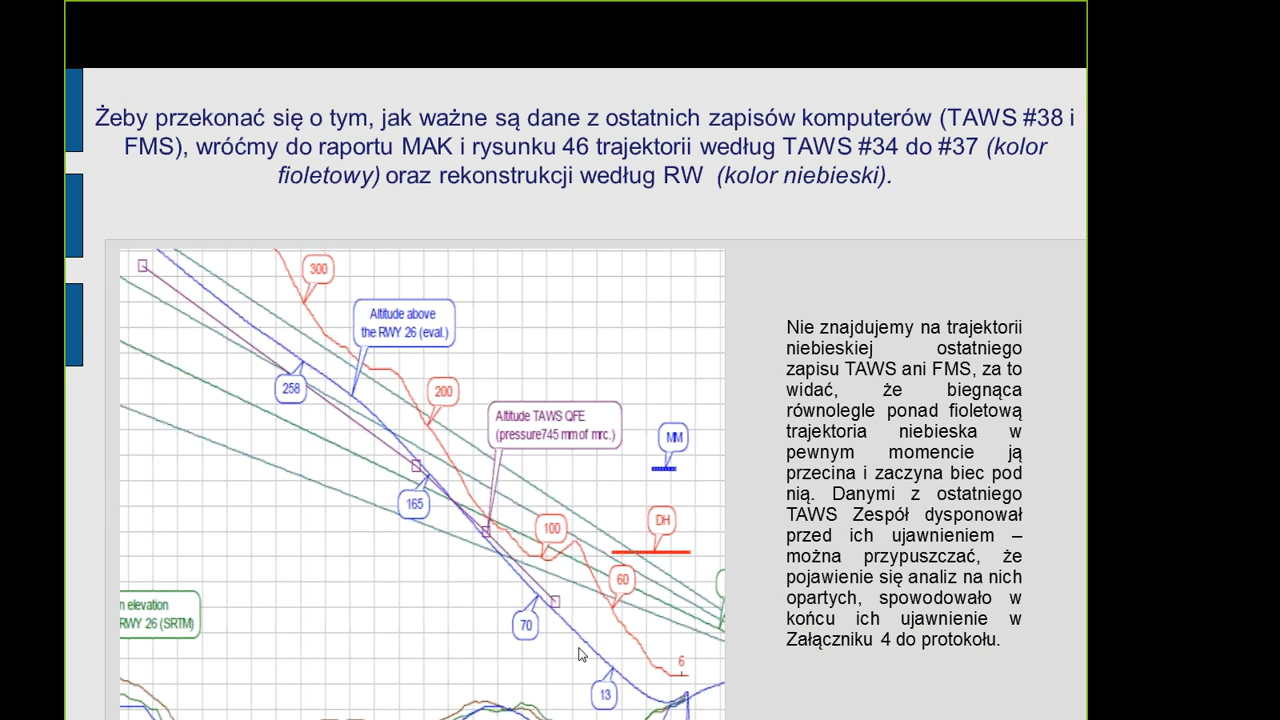 Żeby przekonać się o tym, jak ważne są dane z ostatnich zapisów komputerów (TAWS #38 i
FMS), wróćmy do raportu MAK i rysunku 46 trajektorii według TAWS #34 do #37 (kolor
fioletowy) oraz rekonstrukcji według RW (kolor niebieski).
300
Altitude above
the RWY 26 (eval.)
258
200
Altitude TAWS QFE
(pressure745 mm of mrc.)
MM
165
100
DH
60
n elevation
RWY 26 (SRTM)
70
6
13
Nie znajdujemy na trajektorii
niebieskiej ostatniego
zapisu TAWS ani FMS, za to
widać, że biegnąca
równolegle ponad fioletową
trajektoria niebieska w
pewnym momencie ją
przecina i zaczyna biec pod
nią. Danymi z ostatniego
TAWS Zespół dysponował
przed ich ujawnieniem –
można przypuszczać, że
pojawienie się analiz na nich
opartych, spowodowało w
końcu ich ujawnienie w
Załączniku 4 do protokołu.